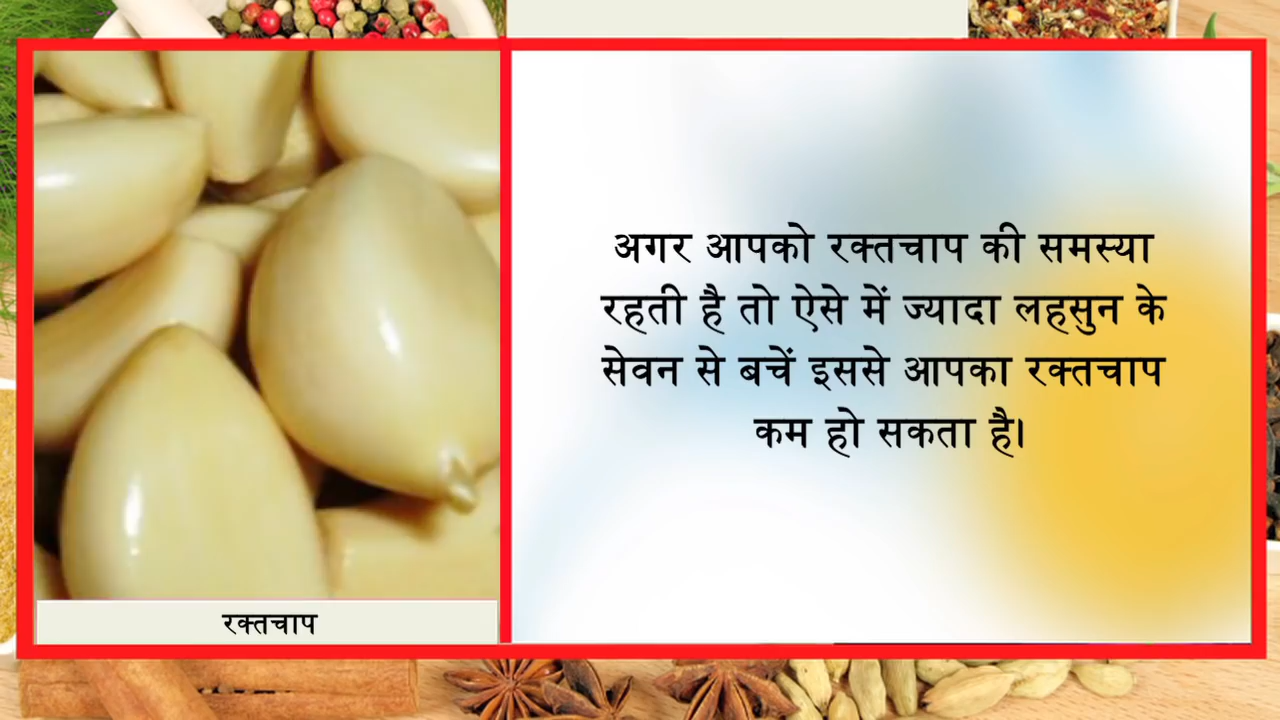 अगर आपको रक्तचाप की समस्या
रहती है तो ऐसे में ज्यादा लहसुन के
सेवन से बचें इससे आपका रक्तचाप
कम हो सकता है।
रक्तचाप